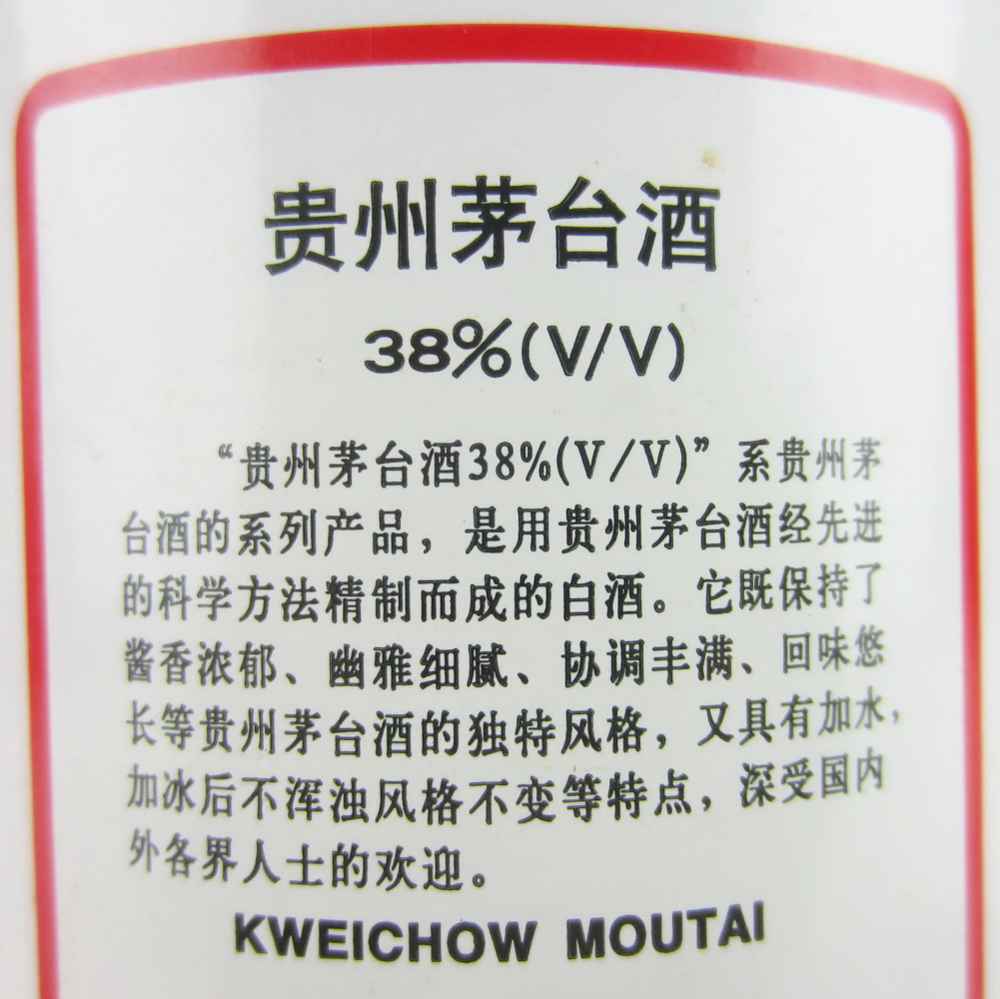 贵州茅台酒
38%(V/V)
“贵州茅台酒38%(V/V)”系贵州茅
台酒的系列产品，是用贵州茅台酒经先进
的科学方法精制而成的白酒。它既保持了
酱香浓郁、幽雅细腻、协调丰满、回味悠
长等贵州茅台酒的独特风格，又具有加水，
加冰后不浑浊风格不变等特点，深受国内
外各界人士的欢迎。
KWEICHOW MOUTAI